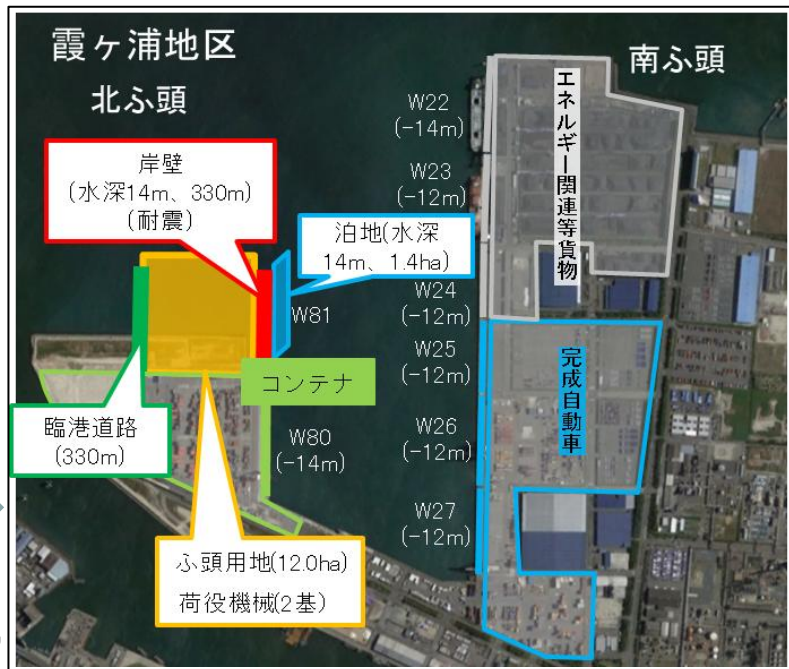 霞ヶ浦地区
北ふ頭
南ふ頭
岸壁
(水深14m、330m)
(耐震)
泊地(水深
14m、1.4ha)
W81
コンテナ
W80
(-14m)
臨港道路
(330m)
ふ頭用地(12.0ha)
荷役機械(2基)
W22
(-14m)
W23
(-12m)
W24
(-12m)
W25
(-12m)
W26
(-12m)
W27
(-12m)
エネルギー関連等貨物
完成自動車